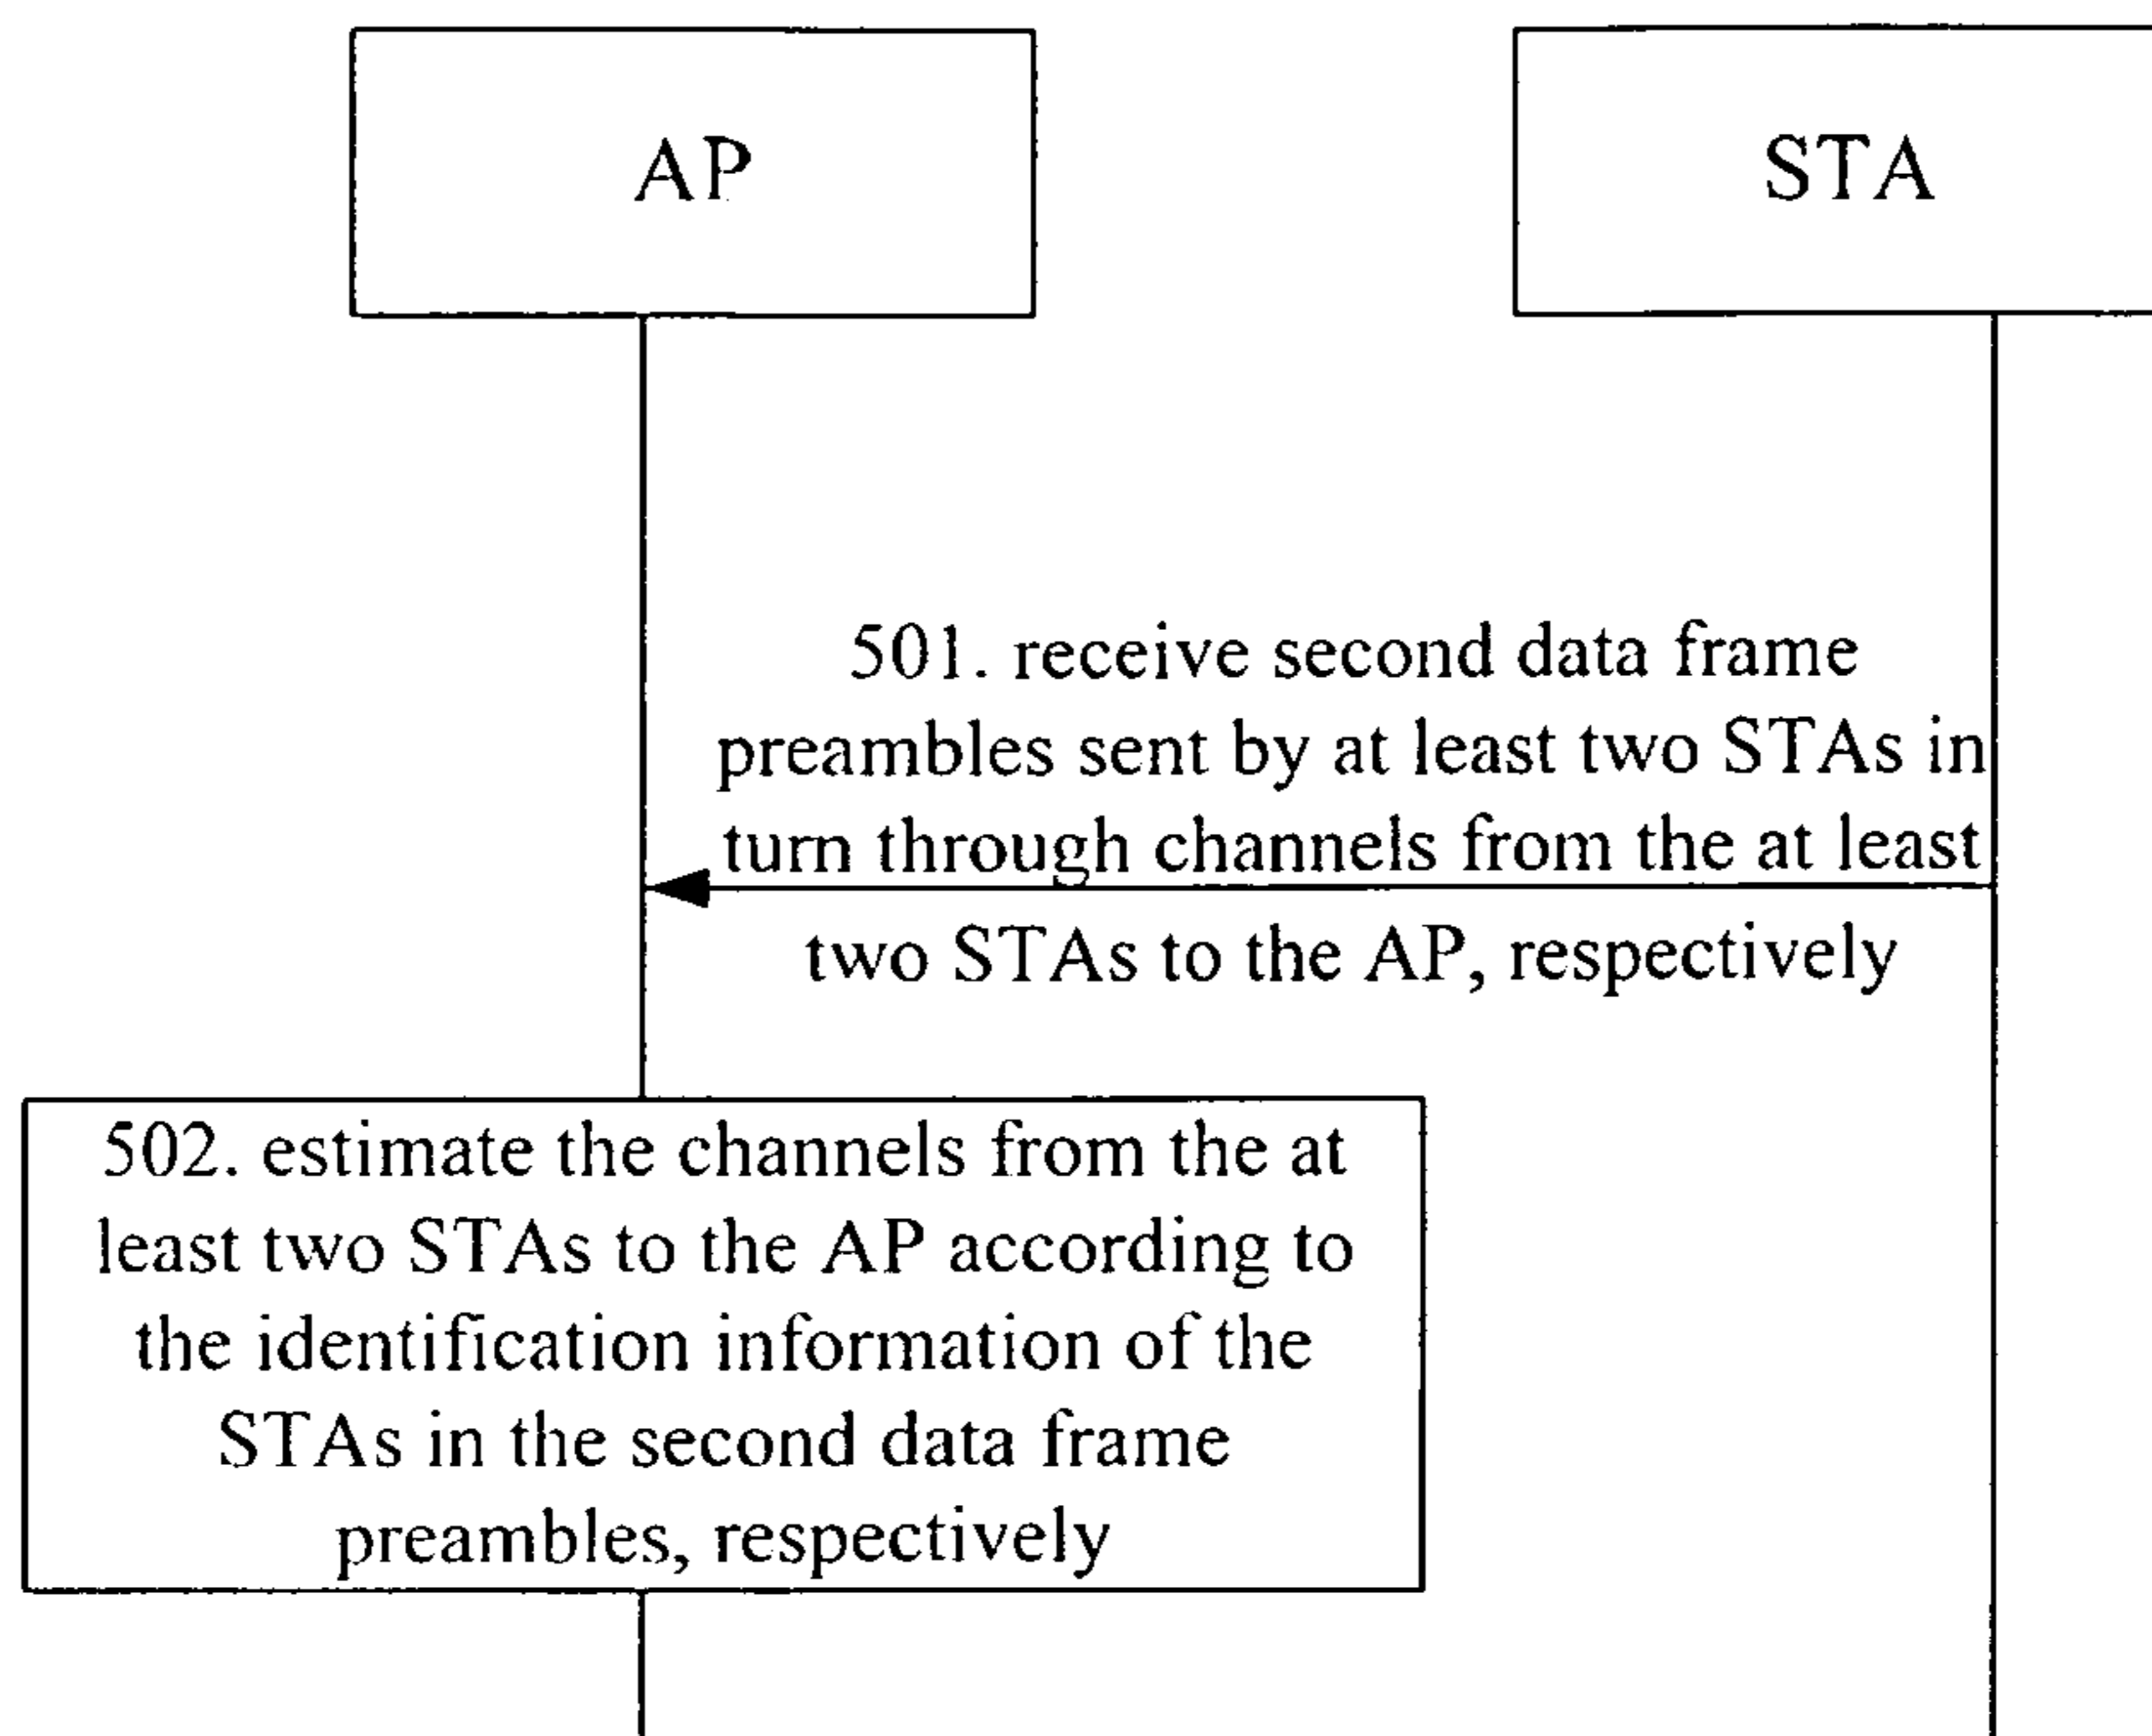 AP
STA
501. receive second data frame
preambles sent by at least two STAs in
turn through channels from the at least
two STAs to the AP, respectively
502. estimate the channels from the at
least two STAs to the AP according to
the identification information of the
STAs in the second data frame
preambles, respectively